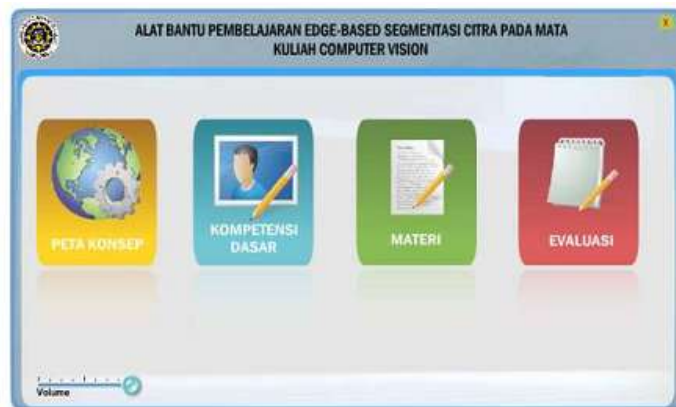 ALAT BANTU PEMBELAJARAN EDGE-BASED SEGMENTASI CITRA PADA MATA
KULIAH COMPUTER VISION
X
PETA KONSEP
KOMPETENSI
DASAR
MATERI
EVALUASI
Volume